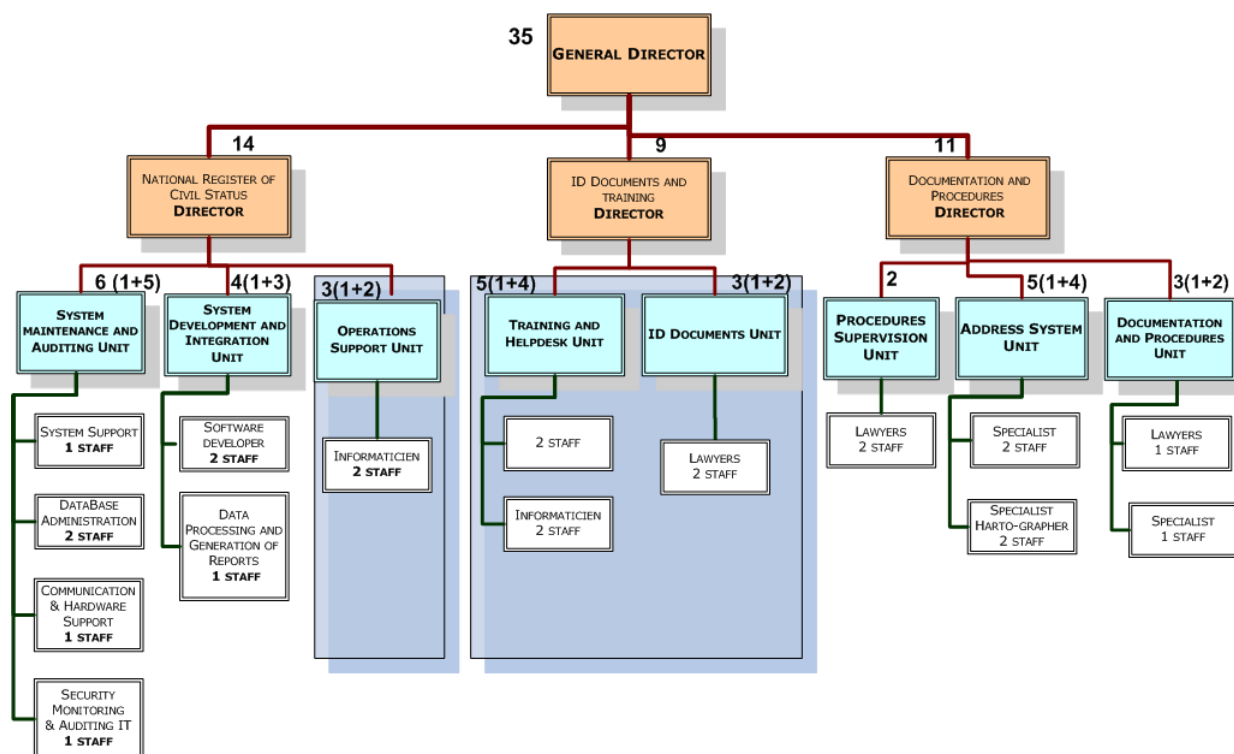 35
GENERAL DIRECTOR
14
9
11
NATIONAL REGISTER OF
CIVIL STATUS
DIRECTOR
ID DOCUMENTS AND
TRAINING
DIRECTOR
DOCUMENTATION AND
PROCEDURES
DIRECTOR
6 (1+5)
4(1+3)
3(1+2)
5(1+4)
3(1+2)
2
5(1+4)
3(1+2)
SYSTEM
MAINTENANCE AND
AUDITING UNIT
SYSTEM
DEVELOPMENT AND
INTEGRATION
UNIT
OPERATIONS
SUPPORT UNIT
TRAINING AND
HELPDESK UNIT
ID DOCUMENTS UNIT
PROCEDURES
SUPERVISION
UNIT
ADDRESS SYSTEM
UNIT
DOCUMENTATION
AND PROCEDURES
UNIT
SYSTEM SUPPORT
1 STAFF
DATABASE
ADMINISTRATION
2 STAFF
COMMUNICATION
& HARDWARE
SUPPORT
1 STAFF
SECURITY
MONITORING
& AUDITING IT
1 STAFF
SOFTWARE
DEVELOPER
2 STAFF
DATA
PROCESSING AND
GENERATION OF
REPORTS
1 STAFF
INFORMATICIEN
2 STAFF
2 STAFF
INFORMATICIEN
2 STAFF
LAWYERS
2 STAFF
LAWYERS
2 STAFF
SPECIALIST
2 STAFF
SPECIALIST
HARTO-GRAPHER
2 STAFF
LAWYERS
1 STAFF
SPECIALIST
1 STAFF